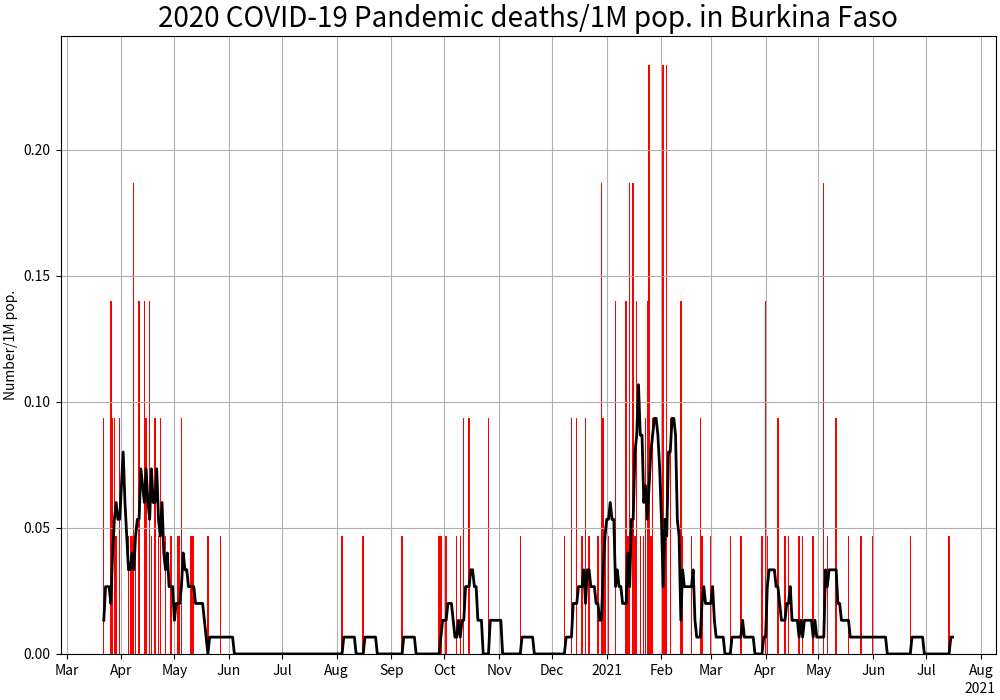 2020 COVID-19 Pandemic deaths/1M pop. in Burkina Faso
Number/1M pop.
0.20
0.15
0.10
0.05
0.00
Mar Apr May Jun Jul Aug Sep Oct Nov Dec 2021 Feb Mar Apr May Jun Jul Aug
2021